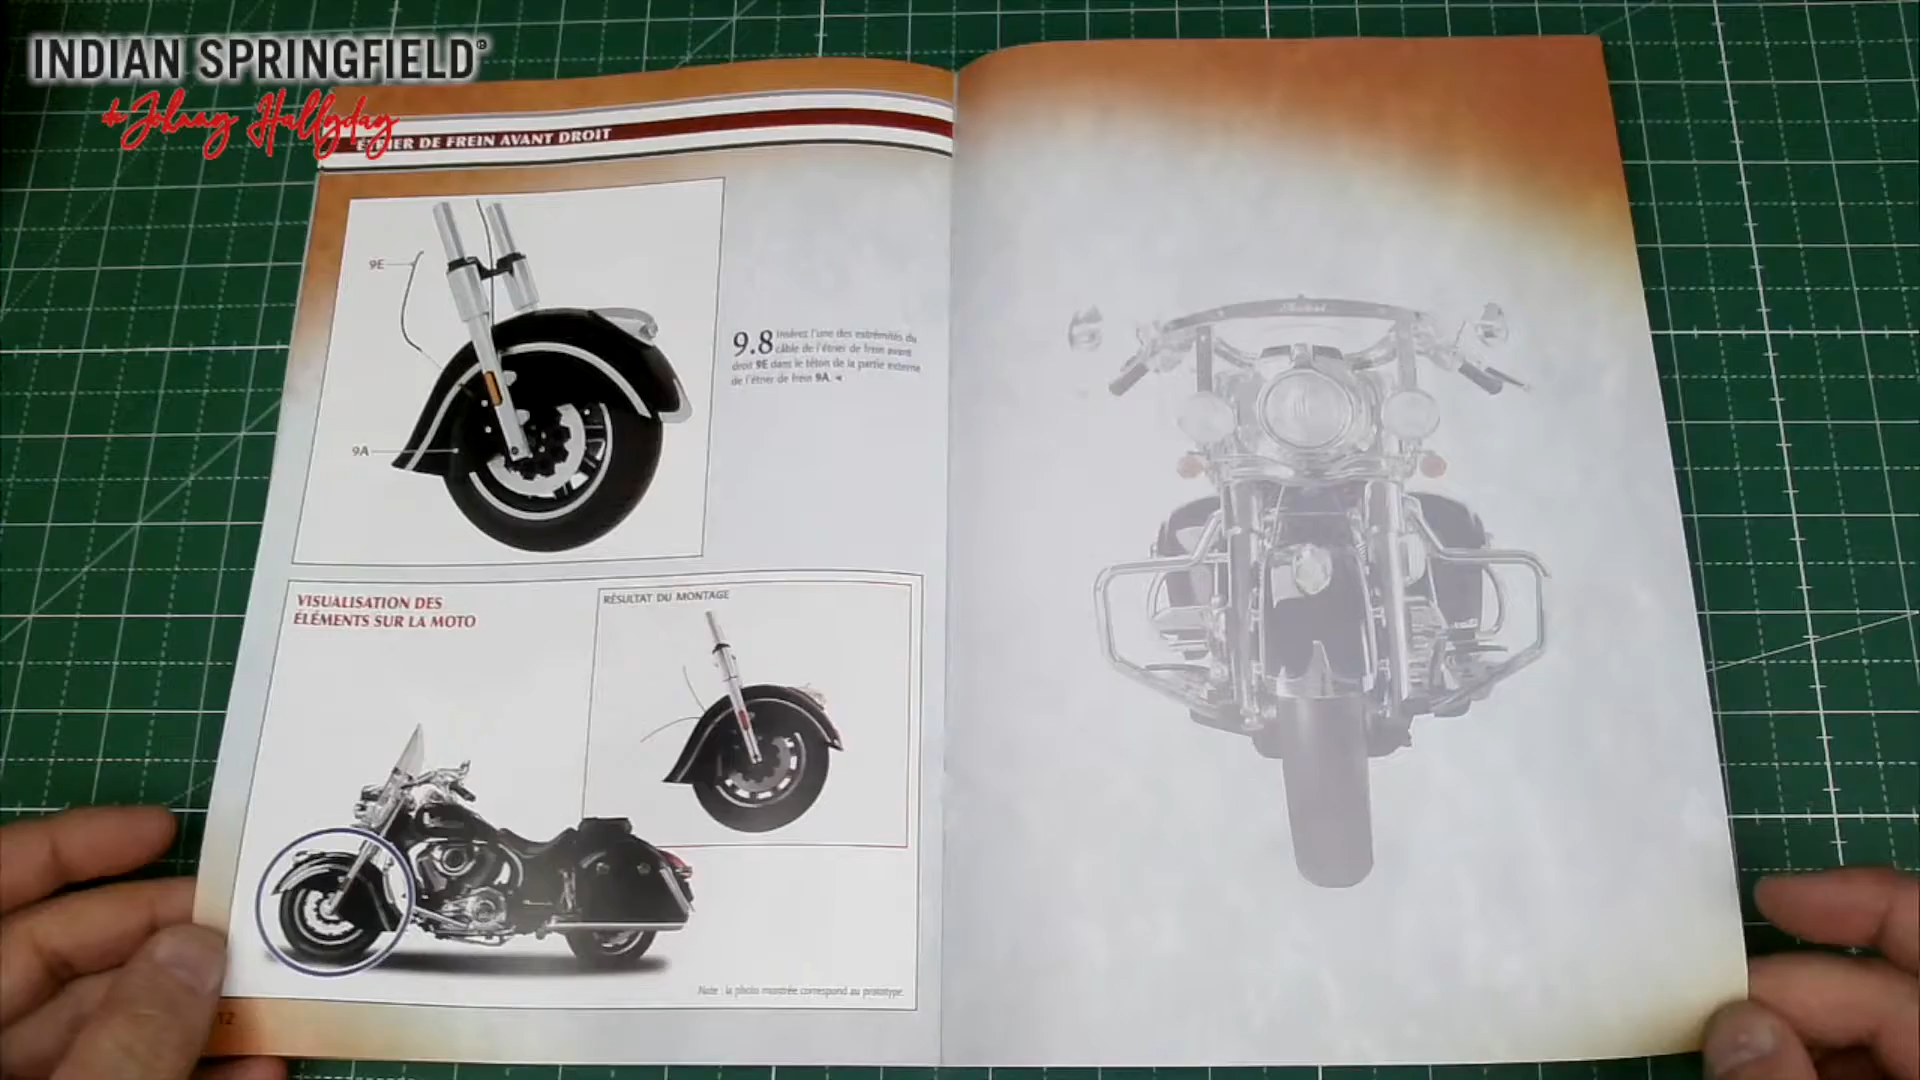 INDIAN SPRINGFIELD®
de Johnny Hallyday
ÉTRIER DE FREIN AVANT DROIT
9E
9A
9.8 Insérez l'une des extrémités du
câble de l'étrier de frein avant
droit 9E dans le téton de la partie externe
de l'étrier de frein 9A.
VISUALISATION DES
ÉLÉMENTS SUR LA MOTO
RÉSULTAT DU MONTAGE
Note : la photo montrée correspond au prototype.
12